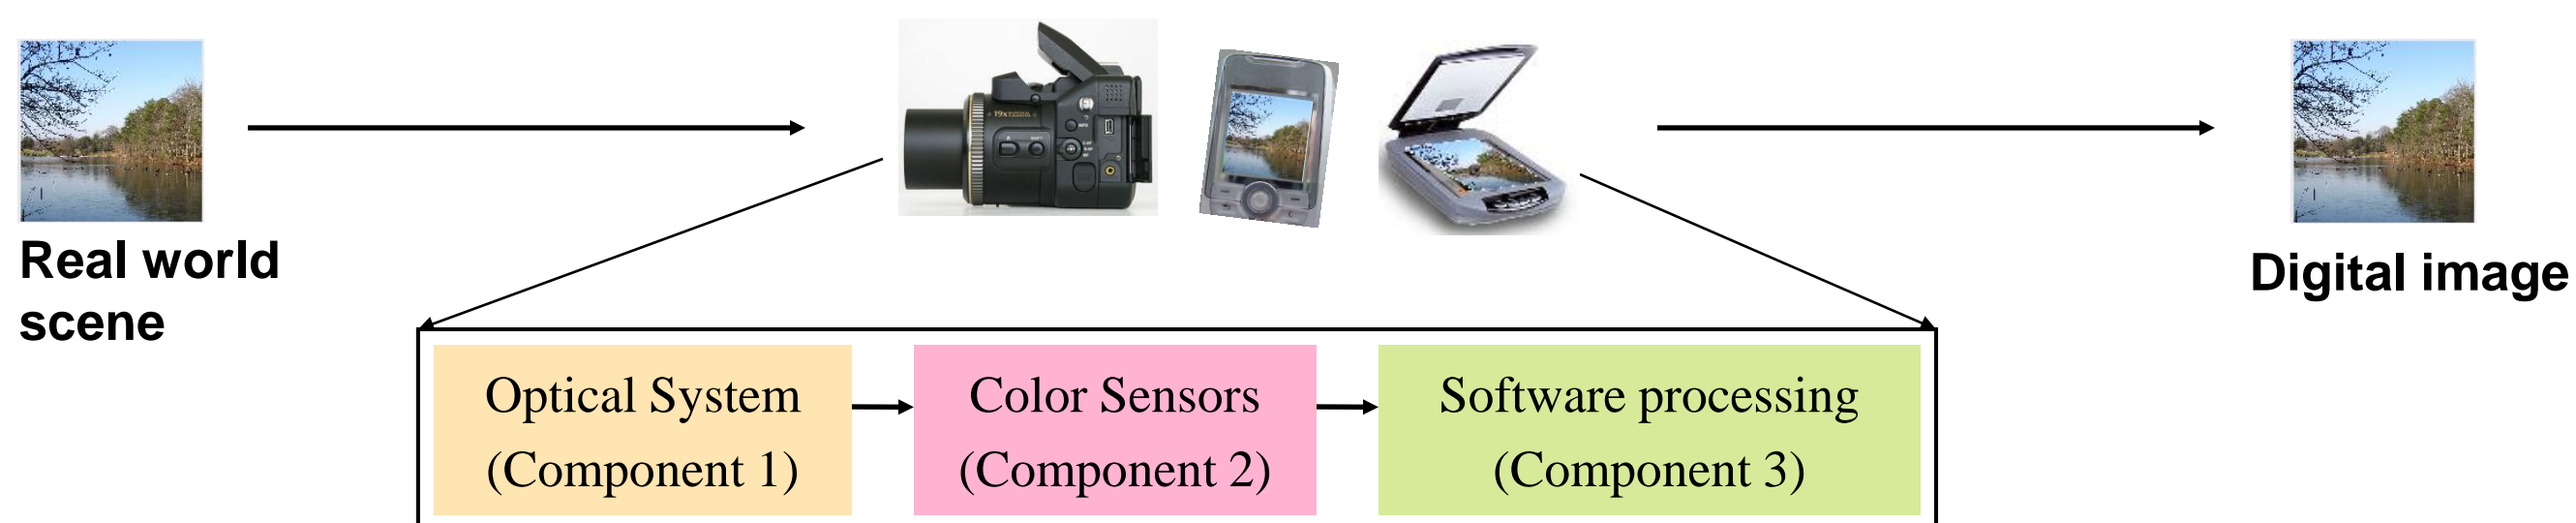 Real world
scene
Digital image
Optical System
(Component 1)
Color Sensors
(Component 2)
Software processing
(Component 3)